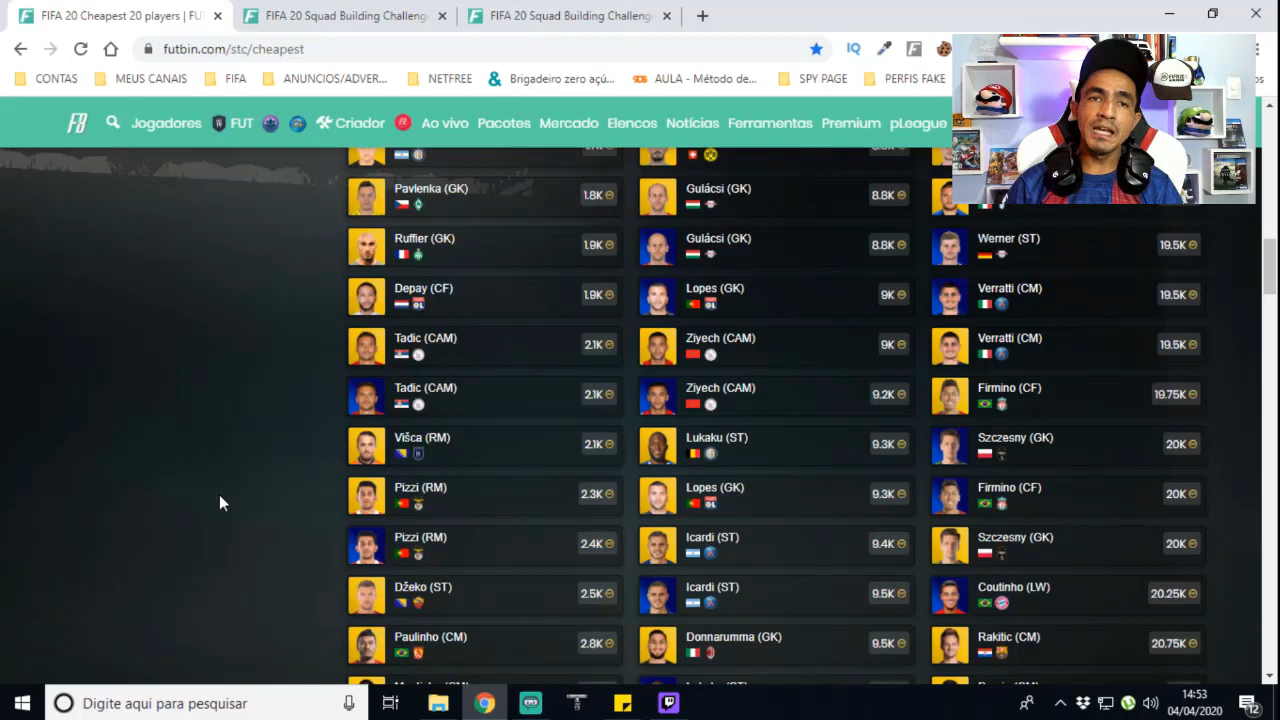 FIFA 20 Cheapest 20 players | FUT
FIFA 20 Squad Building Challenge
FIFA 20 Squad Building Challenge
futbin.com/stc/cheapest
IQ
CONTAS
MEUS CANAIS
FIFA
ANUNCIOS/ADVER...
NETFREE
Brigadeiro zero açú...
AULA - Método de...
SPY PAGE
PERFIS FAKE
Jogadores
FUT
Criador
Ao vivo
Pacotes
Mercado
Elencos
Notícias
Ferramentas
Premium
pLeague
Pavlenka (GK) 1.8K
Ruffier (GK) 1.9K
Depay (CF) 1.9K
Tadic (CAM) 2.1K
Tadic (CAM) 2.1K
Višca (RM) 2.1K
Pizzi (RM) 2.3K
Pizzi (RM) 2.4K
Džeko (ST) 2.5K
Paulinho (CM) 2.8K
Gulácsi (GK) 8.8K
Gulácsi (GK) 8.8K
Lopes (GK) 9K
Ziyech (CAM) 9K
Ziyech (CAM) 9.2K
Lukaku (ST) 9.3K
Lopes (GK) 9.3K
Icardi (ST) 9.4K
Icardi (ST) 9.5K
Donnarumma (GK) 9.5K
Werner (ST) 19.5K
Verratti (CM) 19.5K
Verratti (CM) 19.5K
Firmino (CF) 19.75K
Szczesny (GK) 20K
Firmino (CF) 20K
Szczesny (GK) 20K
Coutinho (LW) 20.25K
Rakitic (CM) 20.75K
Digite aqui para pesquisar
14:53
04/04/2020
12